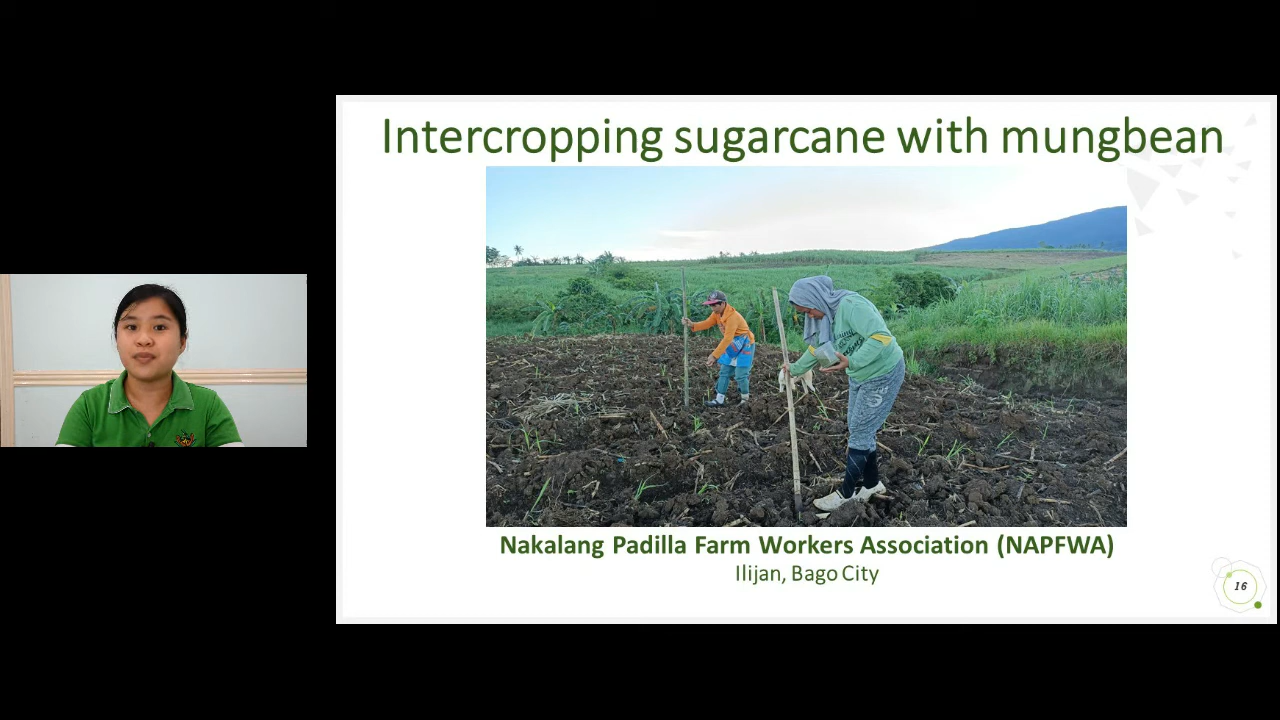 Intercropping sugarcane with mungbean
Nakalang Padilla Farm Workers Association (NAPFWA)
Ilijan, Bago City
16